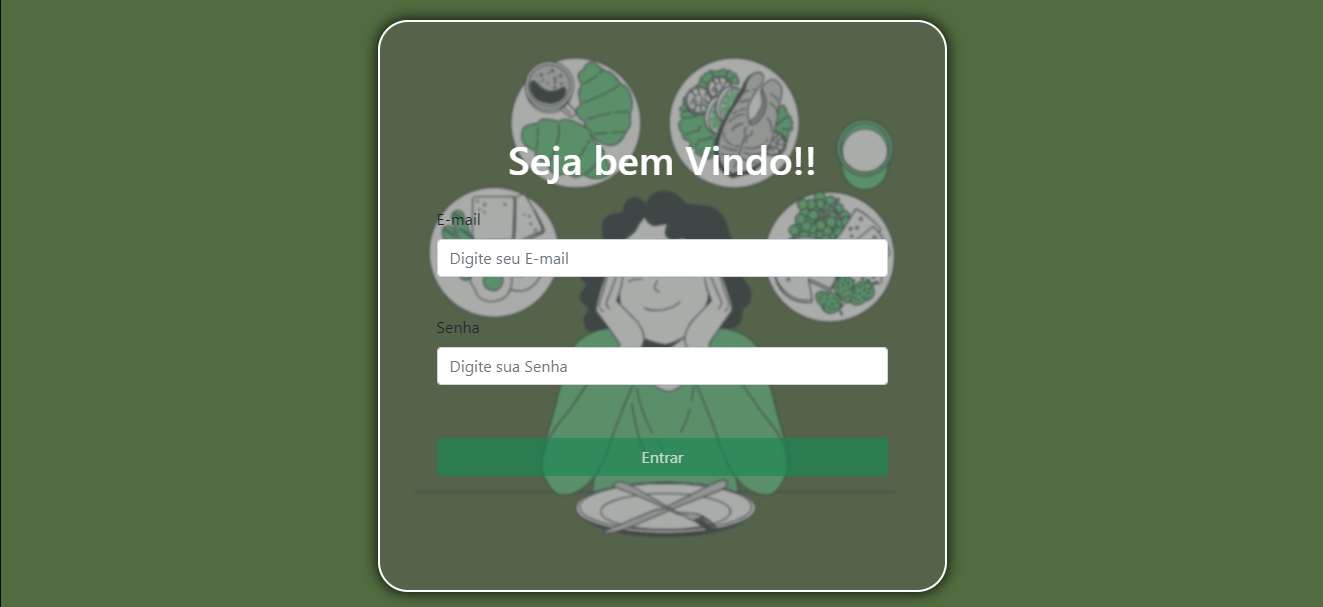 Seja bem Vindo!!
E-mail
Digite seu E-mail
Senha
Digite sua Senha
Entrar